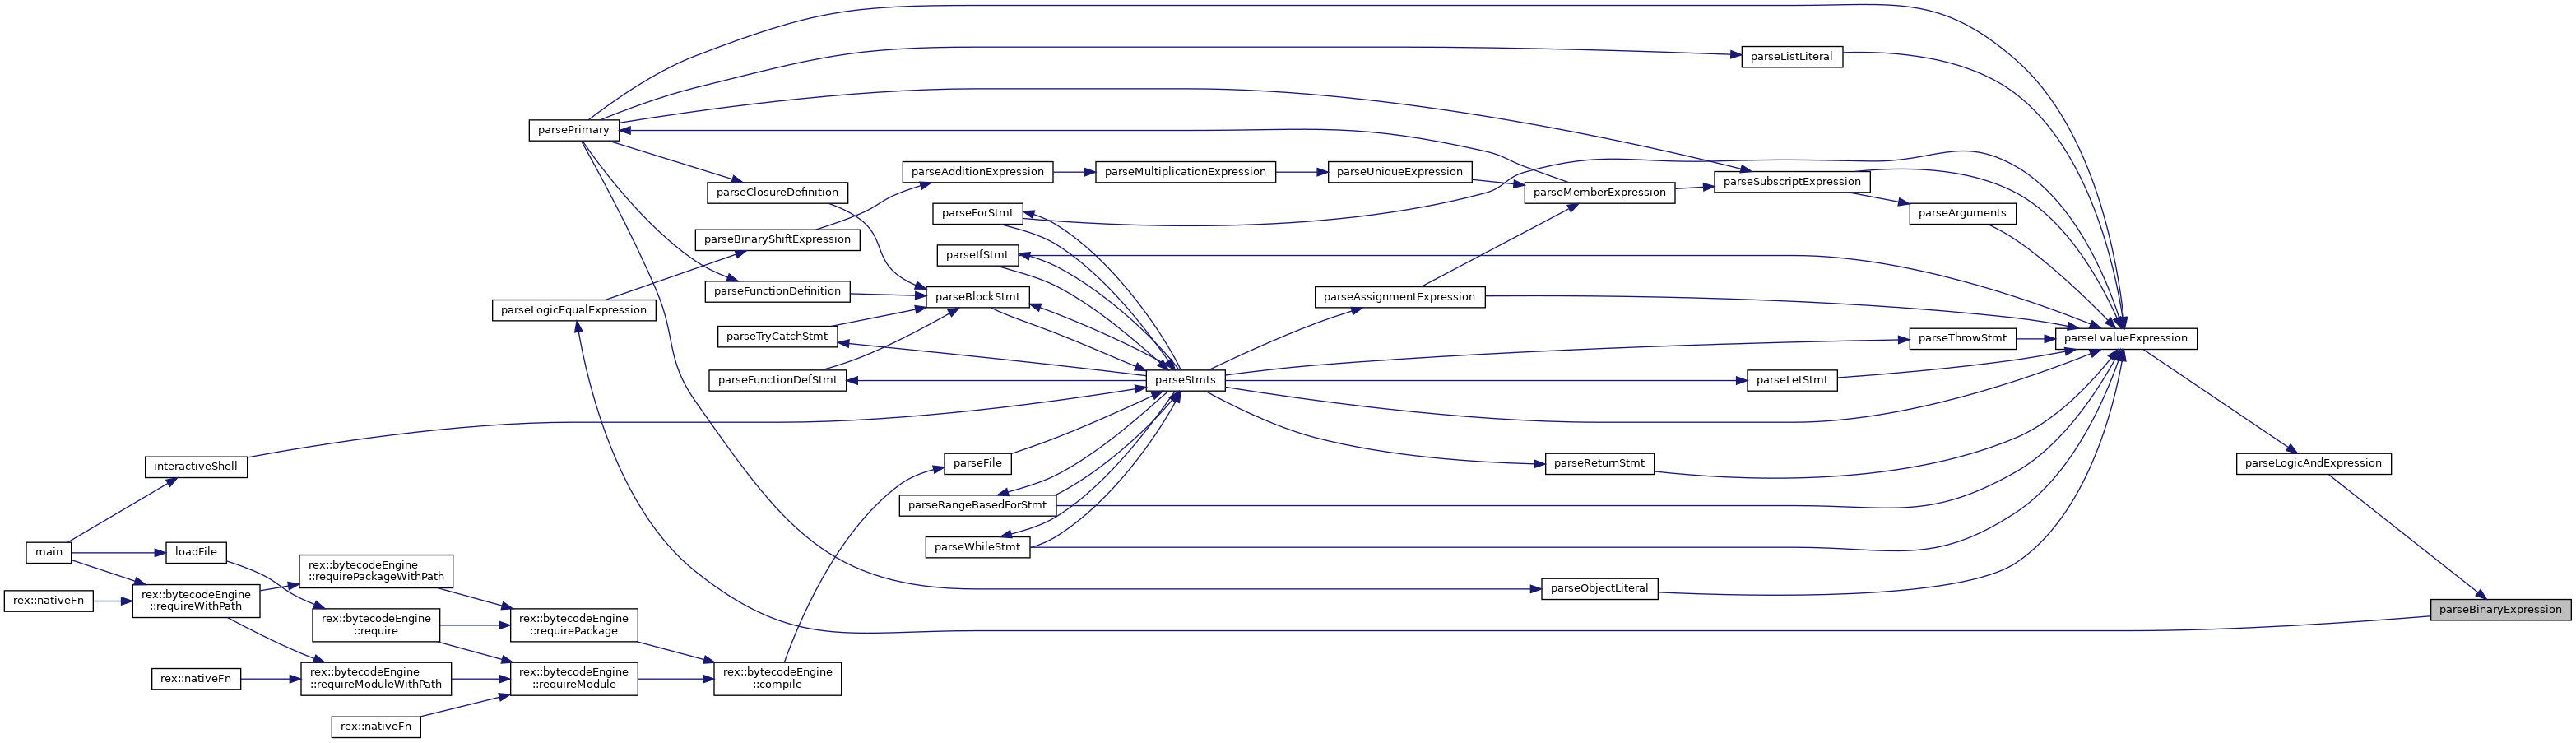 parseListLiteral
parsePrimary
parseAdditionExpression
parseMultiplicationExpression
parseUniqueExpression
parseClosureDefinition
parseMemberExpression
parseSubscriptExpression
parseForStmt
parseArguments
parseBinaryShiftExpression
parseIfStmt
parseFunctionDefinition
parseBlockStmt
parseAssignmentExpression
parseLogicEqualExpression
parseTryCatchStmt
parseThrowStmt
parseLvalueExpression
parseFunctionDefStmt
parseStmts
parseLetStmt
interactiveShell
parseFile
parseReturnStmt
parseLogicAndExpression
parseRangeBasedForStmt
parseWhileStmt
main
loadFile
rex::bytecodeEngine
::requirePackageWithPath
parseObjectLiteral
rex::nativeFn
rex::bytecodeEngine
::requireWithPath
parseBinaryExpression
rex::bytecodeEngine
::require
rex::bytecodeEngine
::requirePackage
rex::nativeFn
rex::bytecodeEngine
::requireModuleWithPath
rex::bytecodeEngine
::requireModule
rex::bytecodeEngine
::compile
rex::nativeFn